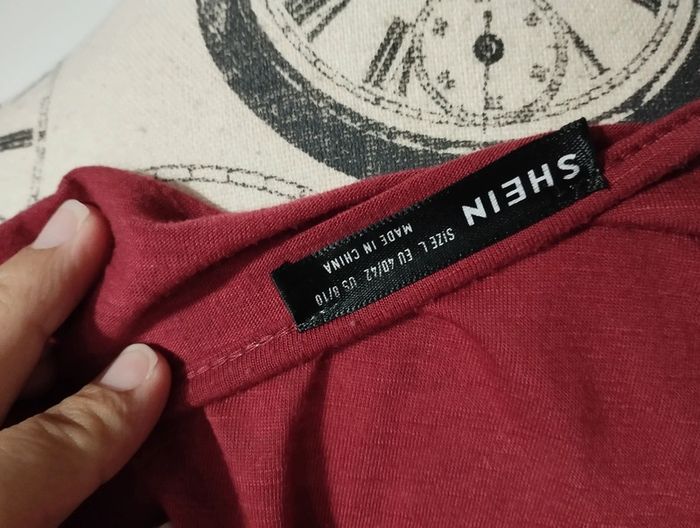 SHEIN
SIZE L EU 40/42 US 8/10
MADE IN CHINA